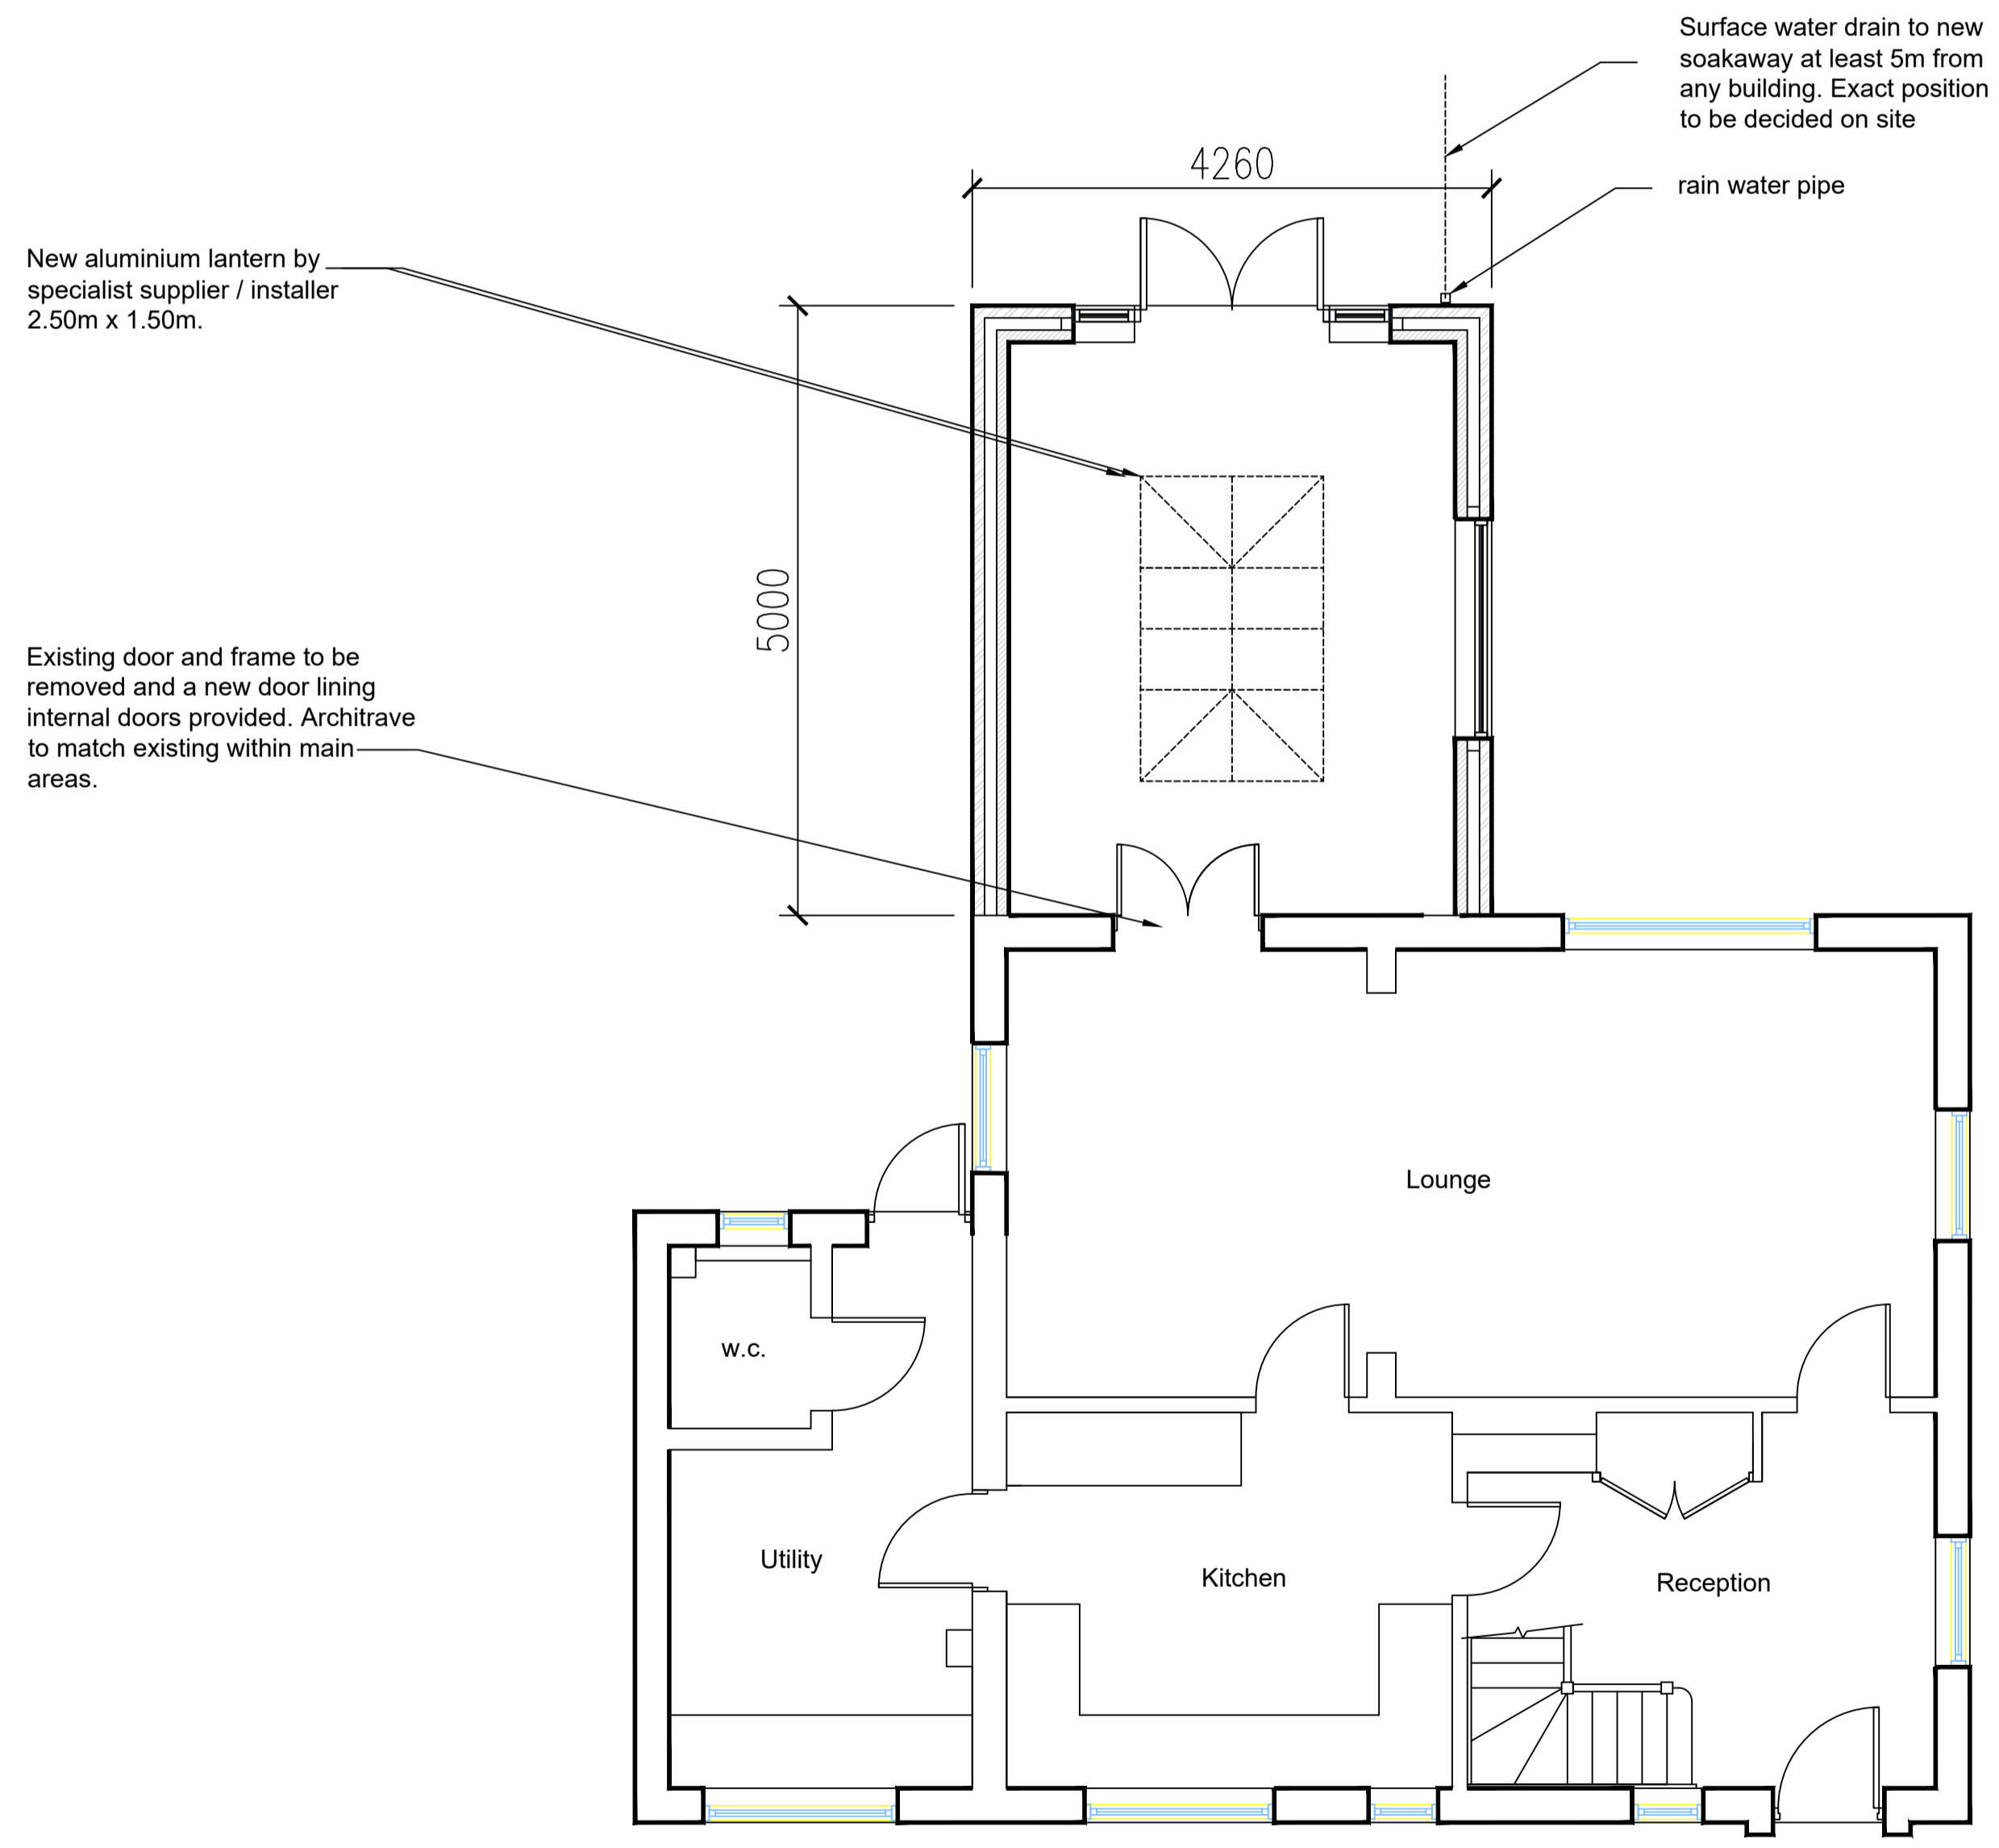 Surface water drain to new
soakaway at least 5m from
any building. Exact position
to be decided on site
4260
rain water pipe
New aluminium lantern by
specialist supplier / installer
2.50m x 1.50m.
5000
Existing door and frame to be
removed and a new door lining
internal doors provided. Architrave
to match existing within main
areas.
Lounge
w.c.
Utility
Kitchen
Reception